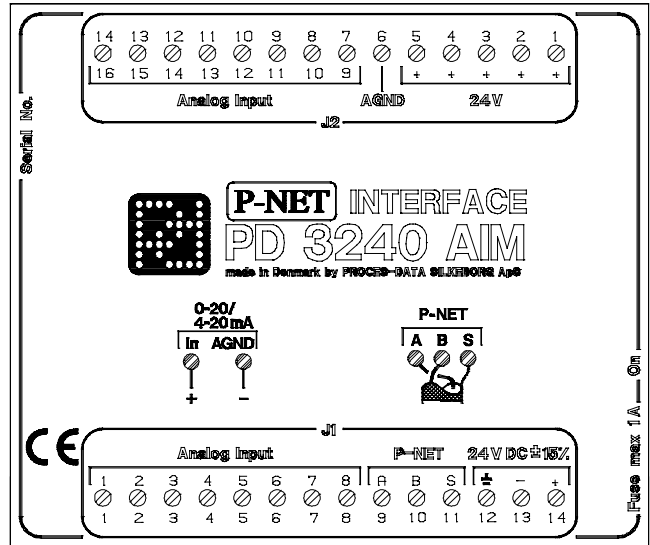 14 13 12 11 10 9 8 7 6 5 4 3 2 1
16 15 14 13 12 11 10 9 + + + + +
Analog Input AGND 24V
J2
Serial No.
P-NET INTERFACE
PD 3240 AIM
made in Denmark by PROCES-DATA SILKEBORG ApS
0-20/
4-20mA
In AGND
+ -
P-NET
A B S
CE
J1
Analog Input P-NET 24V DC ±15%
1 2 3 4 5 6 7 8 A B S - +
1 2 3 4 5 6 7 8 9 10 11 12 13 14
Fuse max 1A On